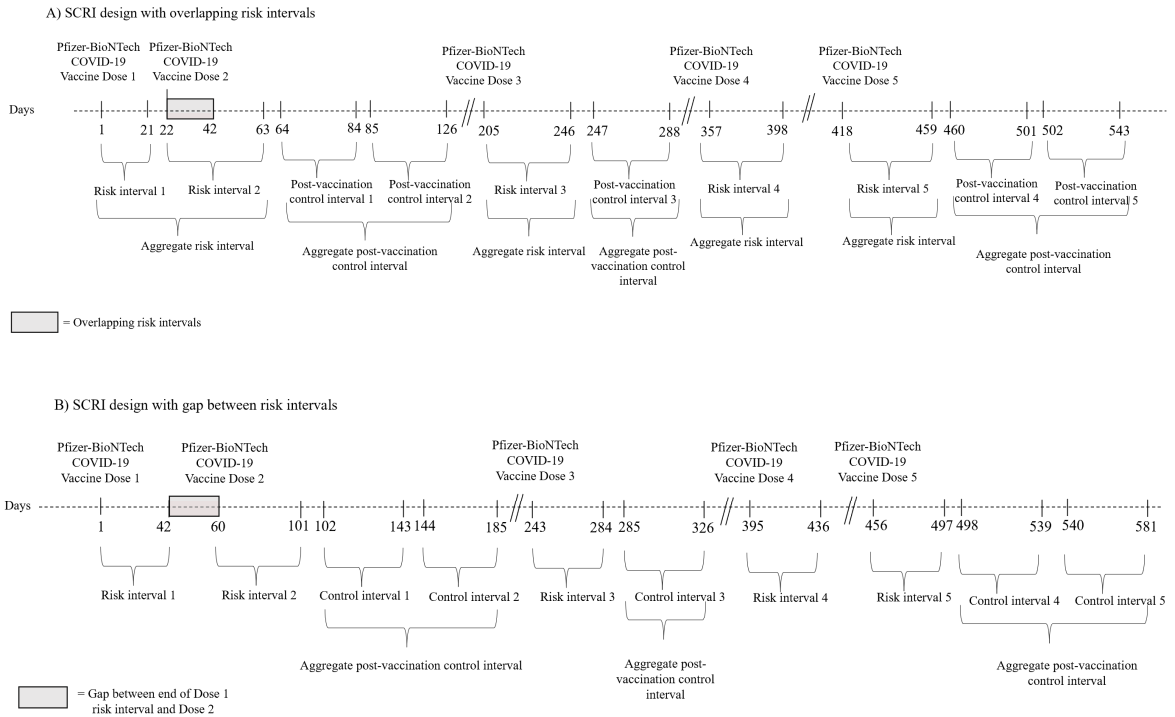 A) SCRI design with overlapping risk intervals
Pfizer-BioNTech
COVID-19
Vaccine Dose 1
Pfizer-BioNTech
COVID-19
Vaccine Dose 2
Pfizer-BioNTech
COVID-19
Vaccine Dose 3
Pfizer-BioNTech
COVID-19
Vaccine Dose 4
Pfizer-BioNTech
COVID-19
Vaccine Dose 5
Days
1 21 22 42 63 64 84 85 126 205 246 247 288 357 398 418 459 460 501 502 543
Risk interval 1
Risk interval 2
Post-vaccination
control interval 1
Post-vaccination
control interval 2
Risk interval 3
Post-vaccination
control interval 3
Risk interval 4
Risk interval 5
Post-vaccination
control interval 4
Post-vaccination
control interval 5
Aggregate risk interval
Aggregate post-vaccination
control interval
Aggregate risk interval
Aggregate post-
vaccination control
interval
Aggregate risk interval
Aggregate risk interval
Aggregate post-vaccination
control interval
= Overlapping risk intervals
B) SCRI design with gap between risk intervals
Pfizer-BioNTech
COVID-19
Vaccine Dose 1
Pfizer-BioNTech
COVID-19
Vaccine Dose 2
Pfizer-BioNTech
COVID-19
Vaccine Dose 3
Pfizer-BioNTech
COVID-19
Vaccine Dose 4
Pfizer-BioNTech
COVID-19
Vaccine Dose 5
Days
1 42 60 101 102 143 144 185 243 284 285 326 395 436 456 497 498 539 540 581
Risk interval 1
Risk interval 2
Control interval 1
Control interval 2
Risk interval 3
Control interval 3
Risk interval 4
Risk interval 5
Control interval 4
Control interval 5
Aggregate post-vaccination control interval
Aggregate post-
vaccination control
interval
Aggregate post-vaccination
control interval
= Gap between end of Dose 1
risk interval and Dose 2